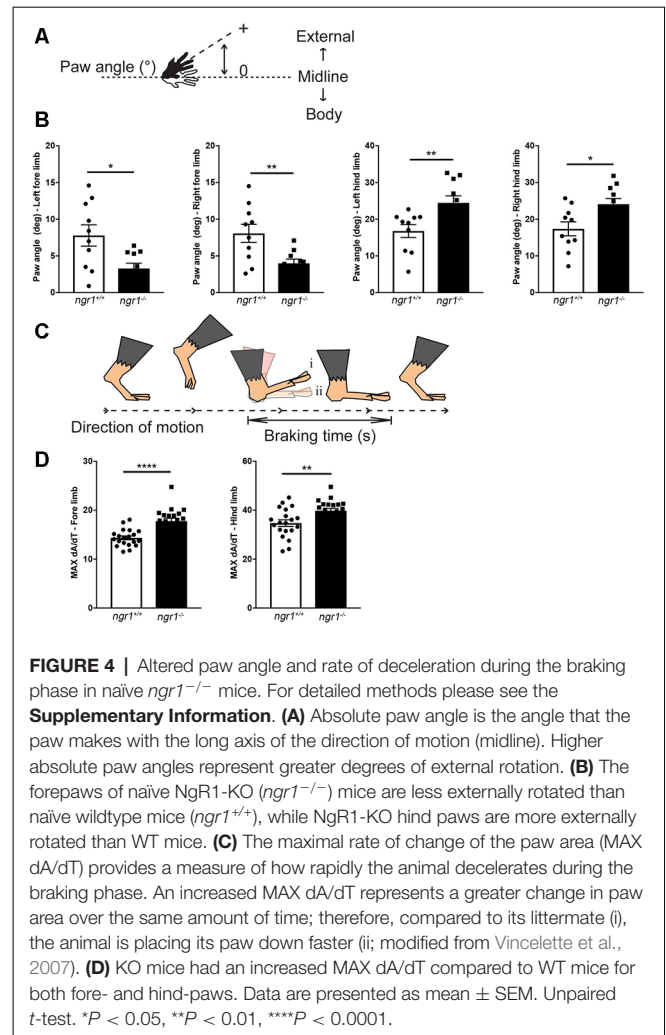 A
External
+
↑
Paw angle (°)
0
Midline
↓
Body
B
Paw angle (deg) - Left fore limb
20
15
10
5
0
*
ngr1+/+ ngr1-/-
Paw angle (deg) - Right fore limb
20
15
10
5
0
**
ngr1+/+ ngr1-/-
Paw angle (deg) - Left hind limb
40
30
20
10
0
**
ngr1+/+ ngr1-/-
Paw angle (deg) - Right hind limb
40
30
20
10
0
*
ngr1+/+ ngr1-/-
C
i
ii
Direction of motion
Braking time (s)
D
MAX dA/dT - Fore limb
30
20
10
0
****
ngr1+/+ ngr1-/-
MAX dA/dT - Hind limb
60
40
20
0
**
ngr1+/+ ngr1-/-
FIGURE 4 | Altered paw angle and rate of deceleration during the braking
phase in naïve ngr1−/− mice. For detailed methods please see the
Supplementary Information. (A) Absolute paw angle is the angle that the
paw makes with the long axis of the direction of motion (midline). Higher
absolute paw angles represent greater degrees of external rotation. (B) The
forepaws of naïve NgR1-KO (ngr1−/−) mice are less externally rotated than
naïve wildtype mice (ngr1+/+), while NgR1-KO hind paws are more externally
rotated than WT mice. (C) The maximal rate of change of the paw area (MAX
dA/dT) provides a measure of how rapidly the animal decelerates during the
braking phase. An increased MAX dA/dT represents a greater change in paw
area over the same amount of time; therefore, compared to its littermate (i),
the animal is placing its paw down faster (ii; modified from Vincelette et al.,
2007). (D) KO mice had an increased MAX dA/dT compared to WT mice for
both fore- and hind-paws. Data are presented as mean ± SEM. Unpaired
t-test. *P < 0.05, **P < 0.01, ****P < 0.0001.